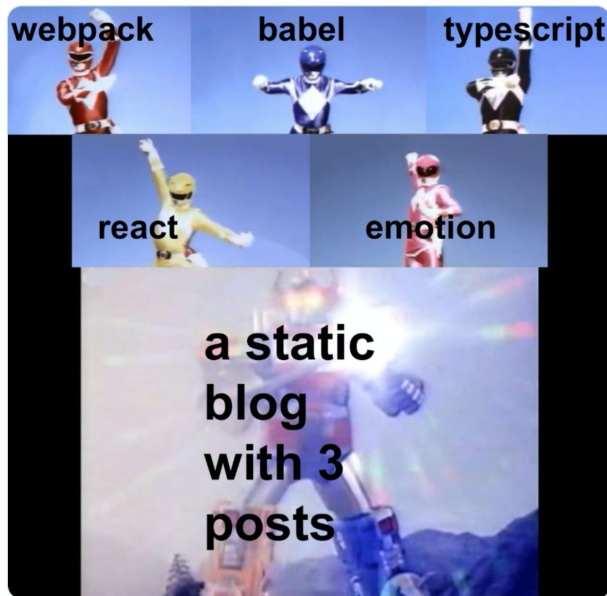 webpack
babel
typescript
react
emotion
a static
blog
with 3
posts